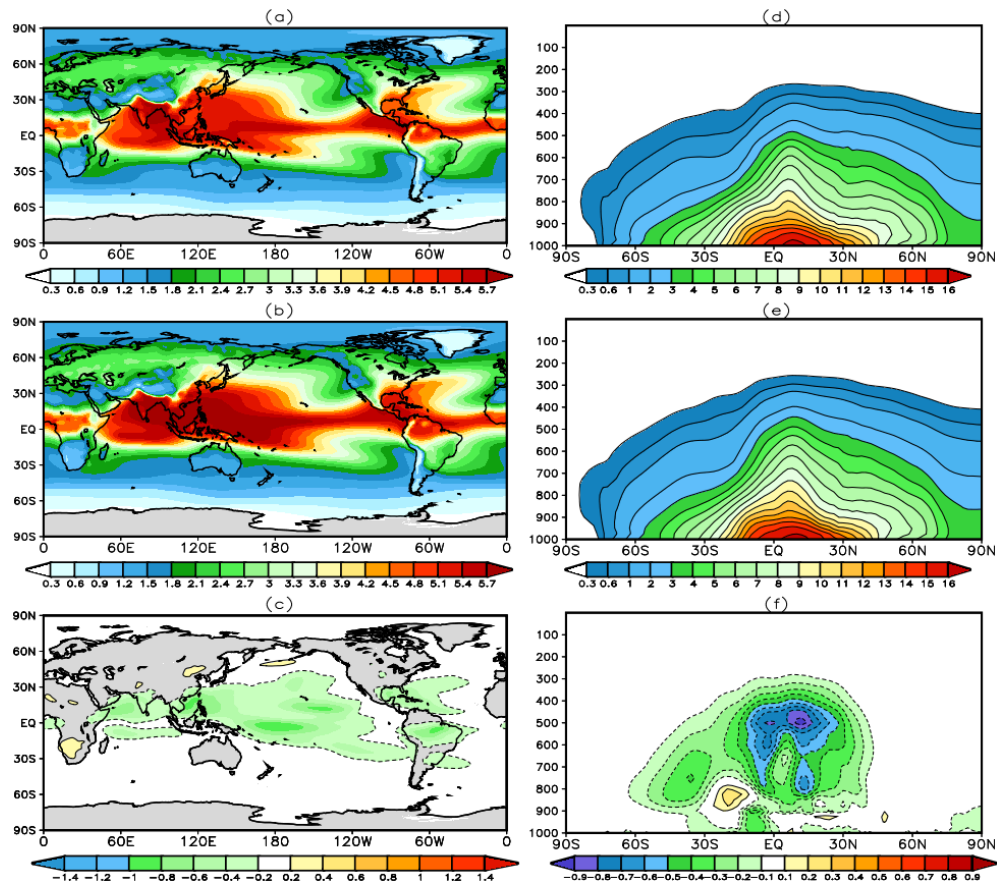 (a)
90N
60N
30N
EQ
30S
60S
90S
0 60E 120E 180 120W 60W 0
0.3 0.6 0.9 1.2 1.5 1.8 2.1 2.4 2.7 3 3.3 3.6 3.9 4.2 4.5 4.8 5.1 5.4 5.7
(d)
100
200
300
400
500
600
700
800
900
1000
90S 60S 30S EQ 30N 60N 90N
0.3 0.6 1 2 3 4 5 6 7 8 9 10 11 12 13 14 15 16
(b)
90N
60N
30N
EQ
30S
60S
90S
0 60E 120E 180 120W 60W 0
0.3 0.6 0.9 1.2 1.5 1.8 2.1 2.4 2.7 3 3.3 3.6 3.9 4.2 4.5 4.8 5.1 5.4 5.7
(e)
100
200
300
400
500
600
700
800
900
1000
90S 60S 30S EQ 30N 60N 90N
0.3 0.6 1 2 3 4 5 6 7 8 9 10 11 12 13 14 15 16
(c)
90N
60N
30N
EQ
30S
60S
90S
0 60E 120E 180 120W 60W 0
-1.4 -1.2 -1 -0.8 -0.6 -0.4 -0.2 0.2 0.4 0.6 0.8 1 1.2 1.4
(f)
100
200
300
400
500
600
700
800
900
1000
90S 60S 30S EQ 30N 60N 90N
-0.9 -0.8 -0.7 -0.6 -0.5 -0.4 -0.3 -0.2 -0.1 0.1 0.2 0.3 0.4 0.5 0.6 0.7 0.8 0.9